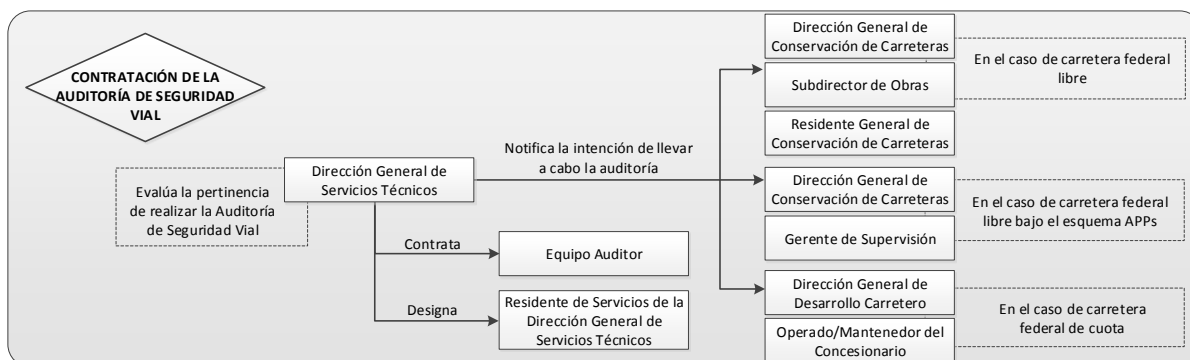 CONTRATACIÓN DE LA
AUDITORÍA DE SEGURIDAD
VIAL
Evalúa la pertinencia
de realizar la Auditoría
de Seguridad Vial
Dirección General de
Servicios Técnicos
Notifica la intención de llevar
a cabo la auditoría
Contrata
Equipo Auditor
Designa
Residente de Servicios de la
Dirección General de
Servicios Técnicos
Dirección General de
Conservación de Carreteras
Subdirector de Obras
Residente General de
Conservación de Carreteras
En el caso de carretera federal
libre
Dirección General de
Conservación de Carreteras
Gerente de Supervisión
En el caso de carretera federal
libre bajo el esquema APPs
Dirección General de
Desarrollo Carretero
Operado/Mantenedor del
Concesionario
En el caso de carretera
federal de cuota